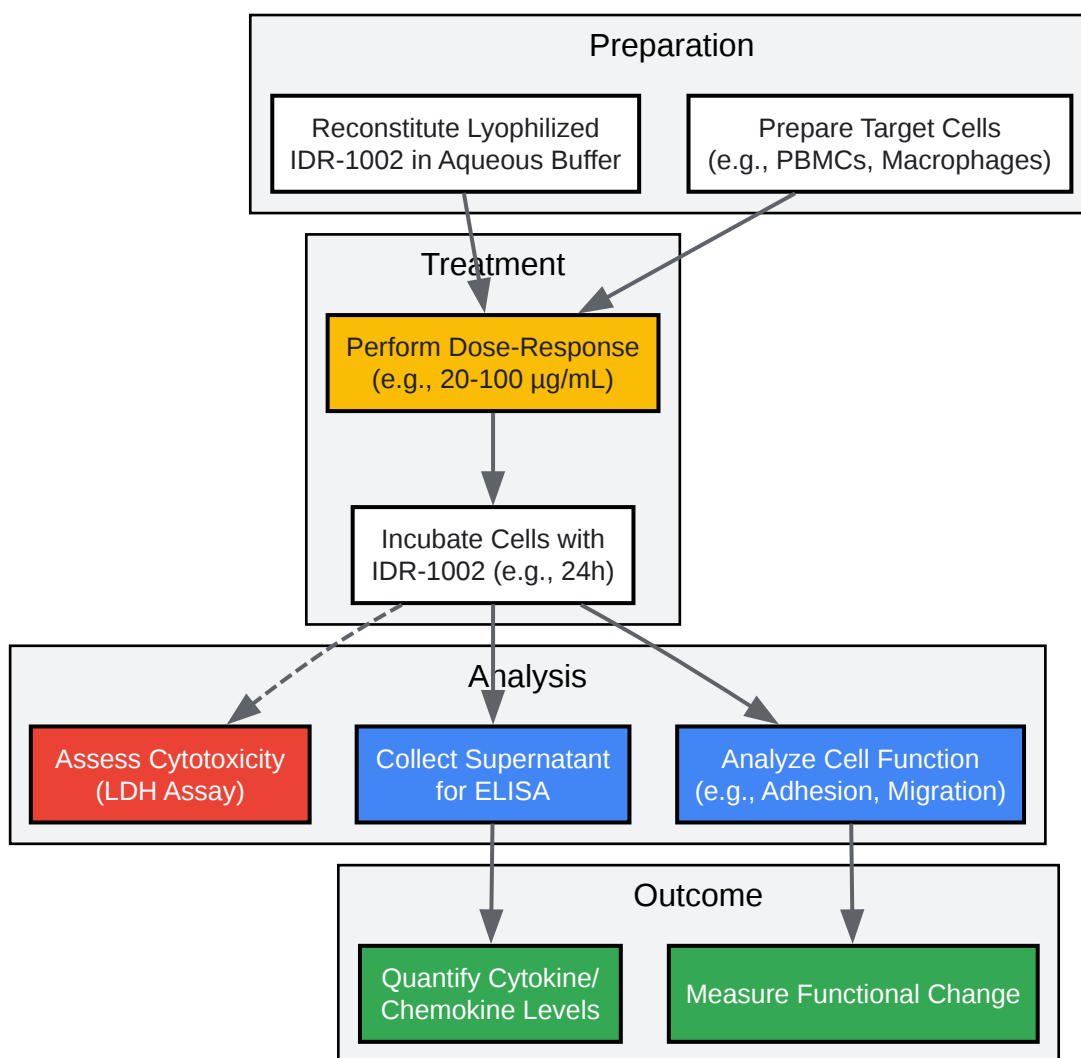 Preparation
Reconstitute Lyophilized
IDR-1002 in Aqueous Buffer
Prepare Target Cells
(e.g., PBMCs, Macrophages)
Treatment
Perform Dose-Response
(e.g., 20-100 µg/mL)
Incubate Cells with
IDR-1002 (e.g., 24h)
Analysis
Assess Cytotoxicity
(LDH Assay)
Collect Supernatant
for ELISA
Analyze Cell Function
(e.g., Adhesion, Migration)
Outcome
Quantify Cytokine/
Chemokine Levels
Measure Functional Change